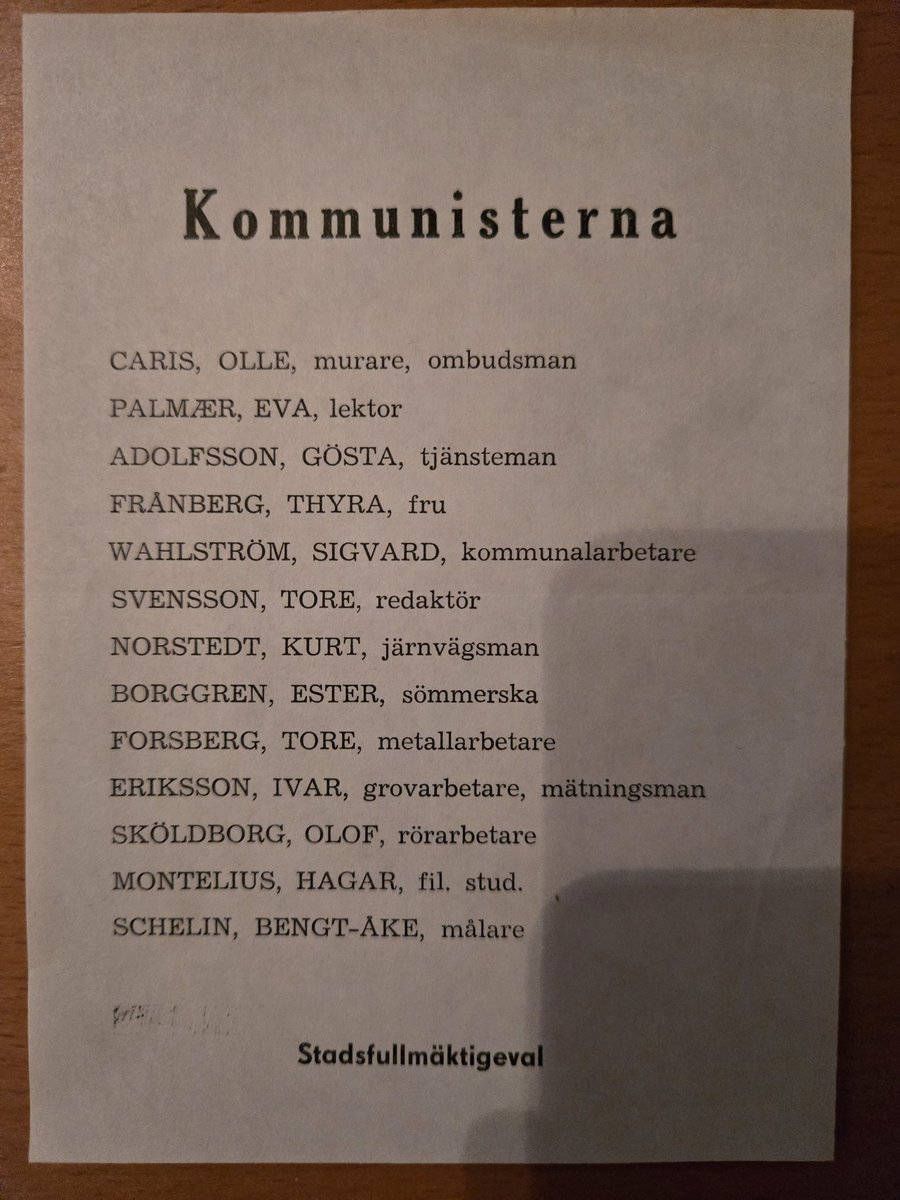 Kommunisterna
CARIS, OLLE, murare, ombudsman
PALMÆR, EVA, lektor
ADOLFSSON, GÖSTA, tjänsteman
FRÅNBERG, THYRA, fru
WAHLSTRÖM, SIGVARD, kommunalarbetare
SVENSSON, TORE, redaktör
NORSTEDT, KURT, järnvägsman
BORGGREN, ESTER, sömmerska
FORSBERG, TORE, metallarbetare
ERIKSSON, IVAR, grovarbetare, mätningsman
SKÖLDBORG, OLOF, rörarbetare
MONTELIUS, HAGAR, fil. stud.
SCHELIN, BENGT-ÅKE, målare
Stadsfullmäktigeval